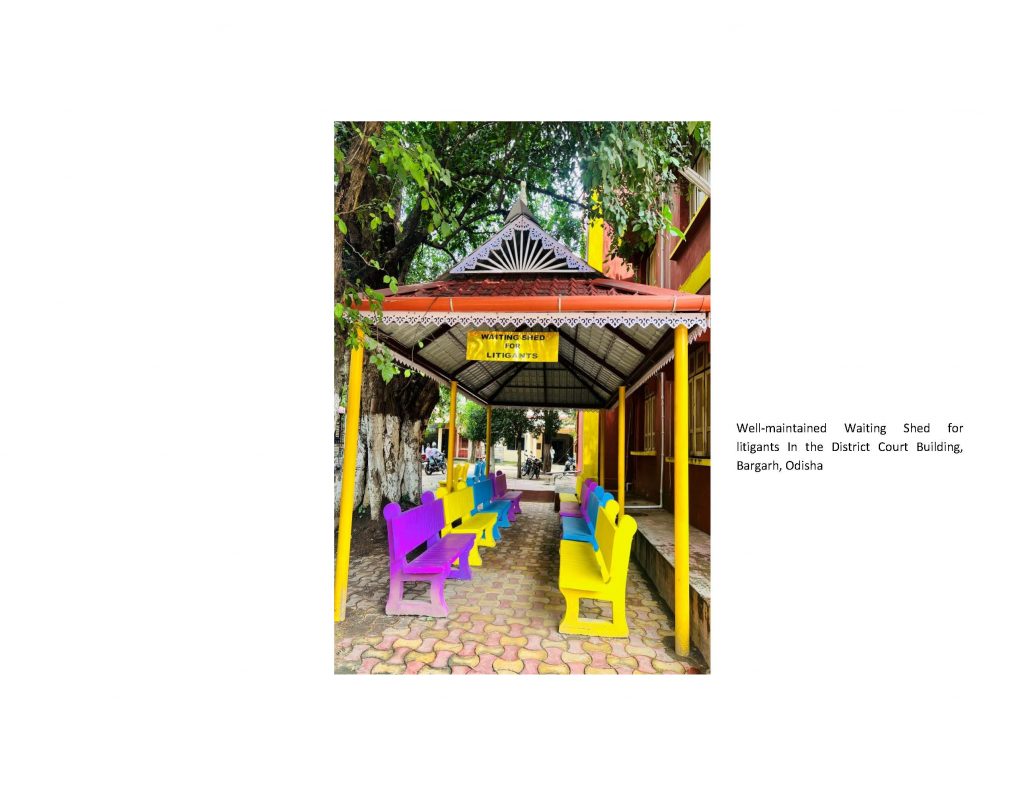 WAITING SHED
FOR
LITIGANTS
Well-maintained Waiting Shed for
litigants In the District Court Building,
Bargarh, Odisha